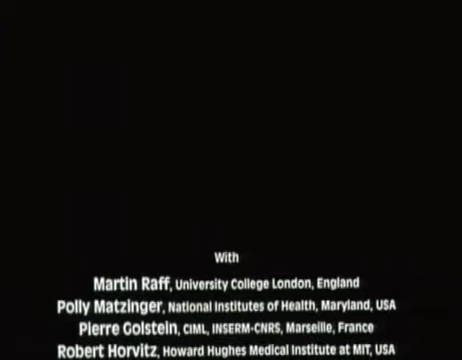 With
Martin Raff, University College London, England
Polly Matzinger, National Institutes of Health, Maryland, USA
Pierre Golstein, CIML, INSERM-CNRS, Marseille, France
Robert Horvitz, Howard Hughes Medical Institute at MIT, USA